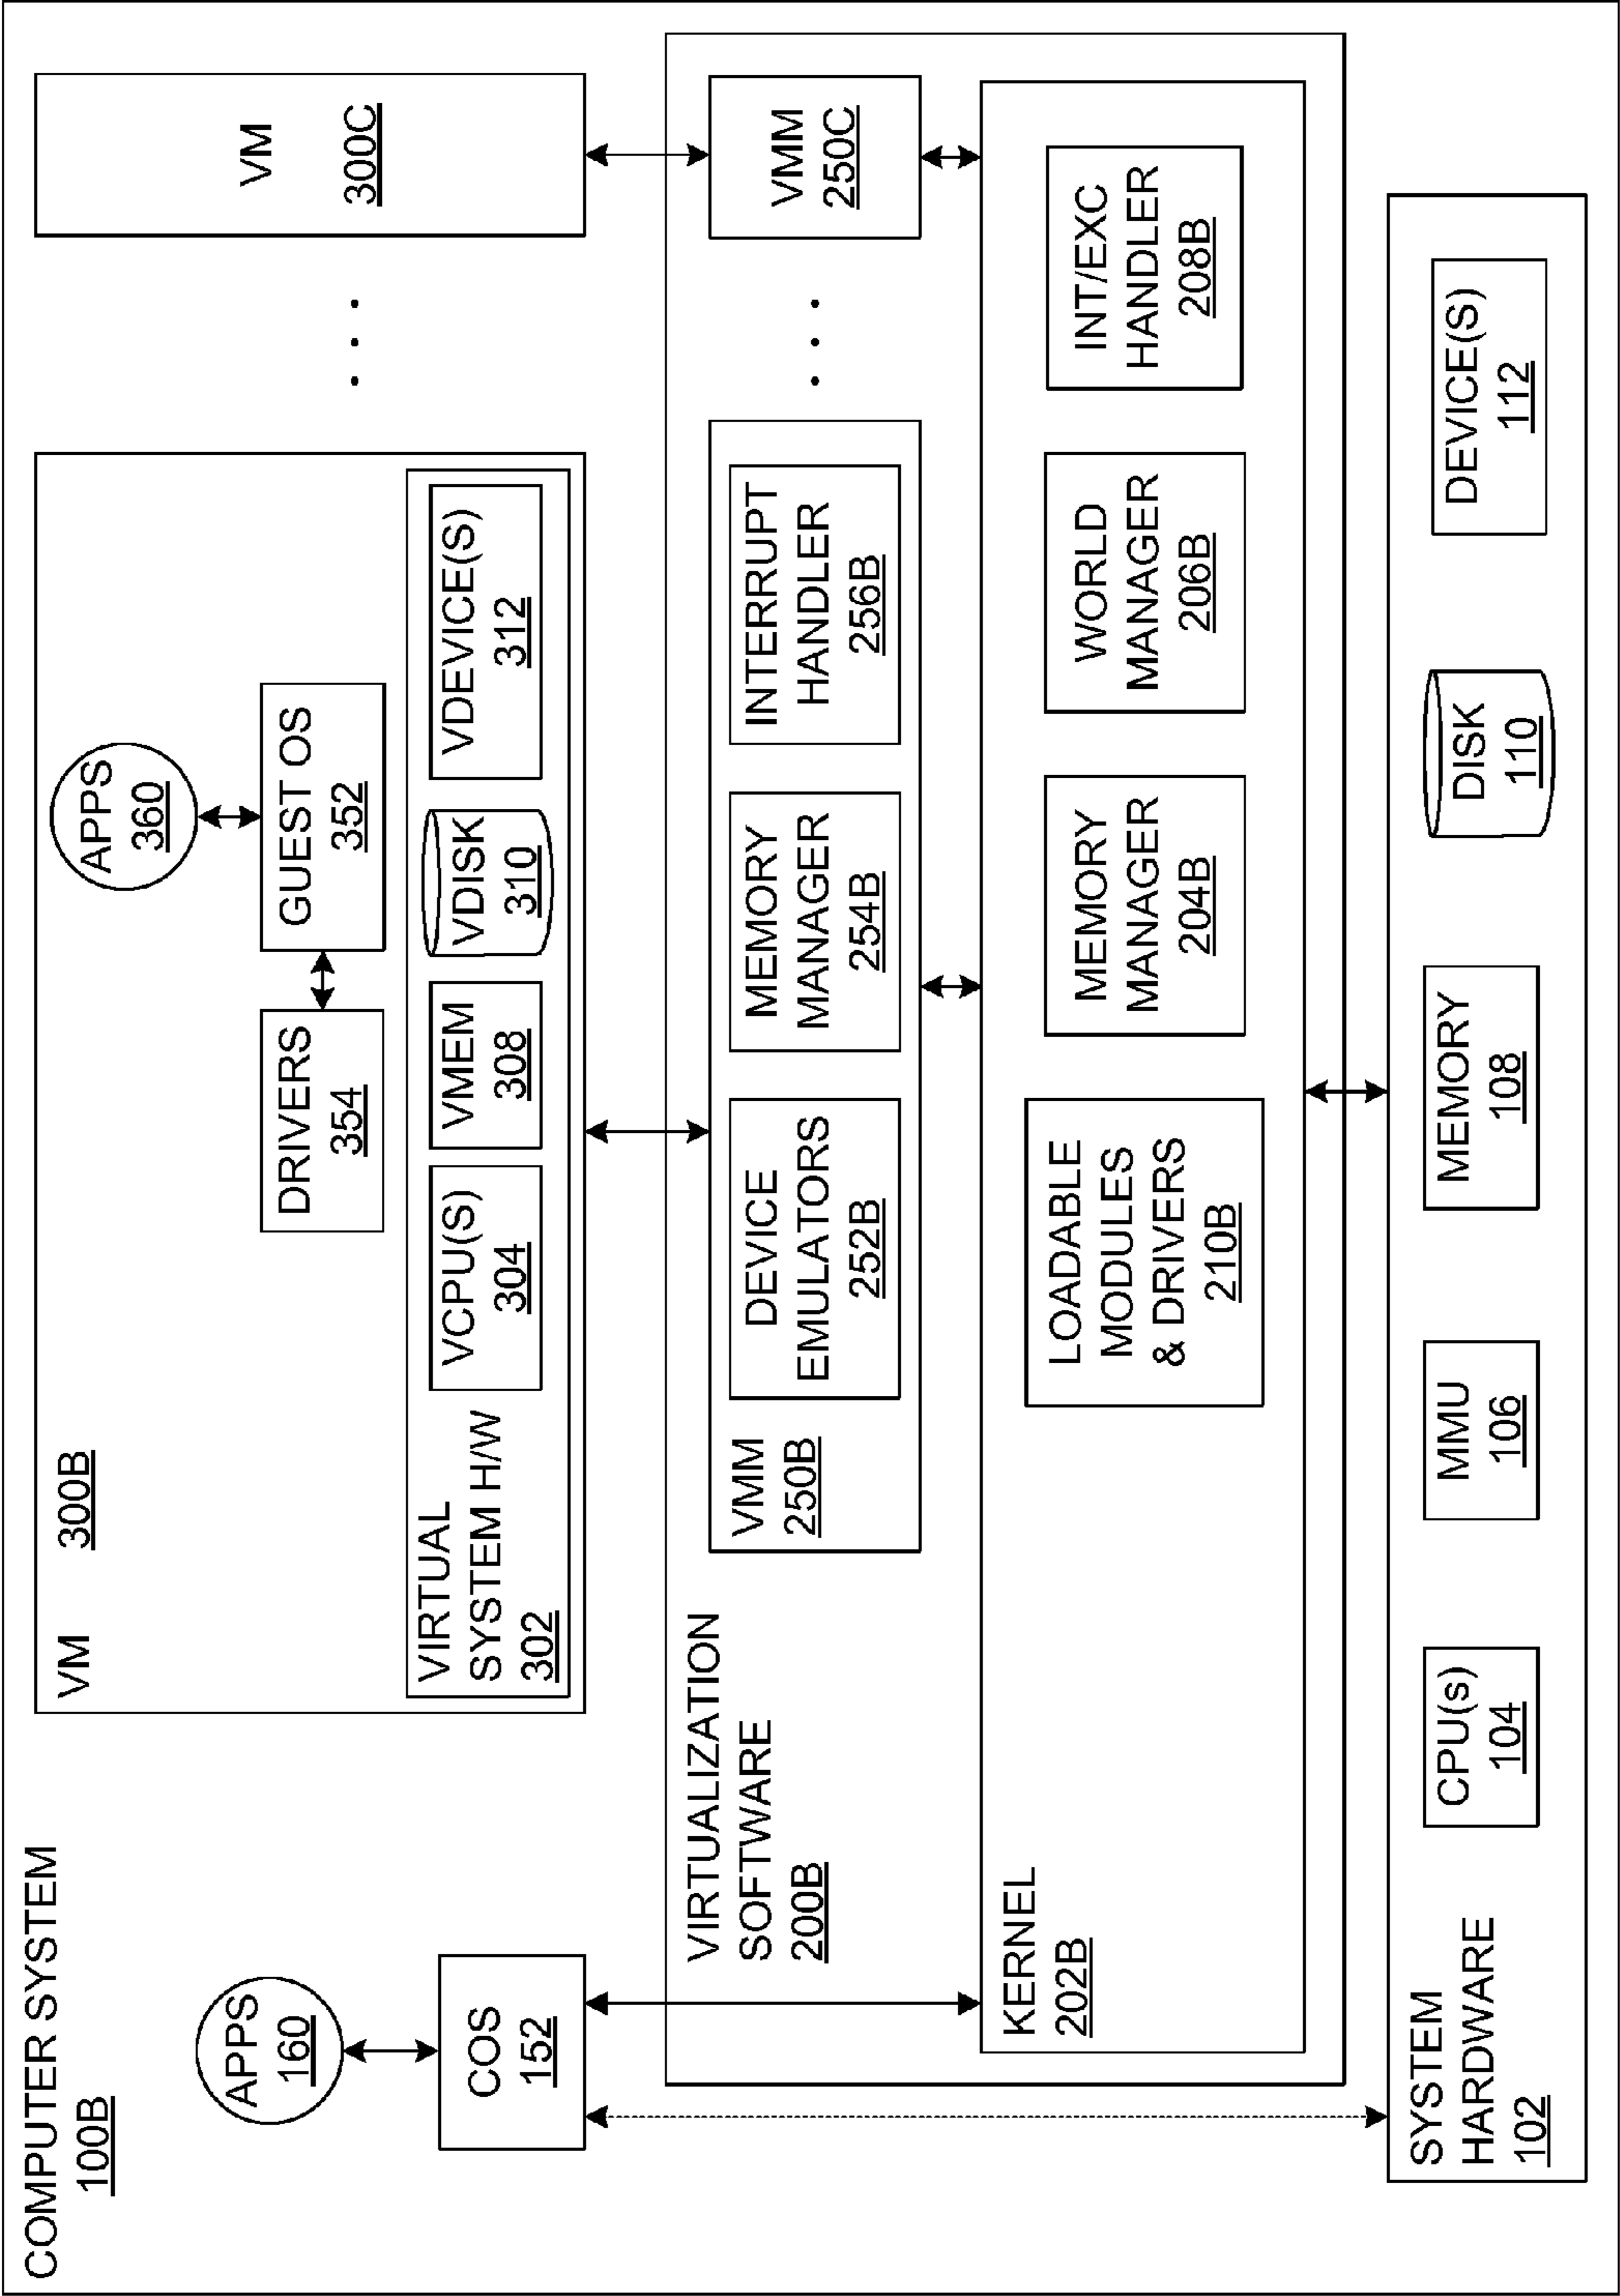 COMPUTER SYSTEM
100B
APPS
160
COS
152
VM
300B
APPS
360
DRIVERS
354
GUEST OS
352
VIRTUAL
SYSTEM H/W
302
VCPU(S)
304
VMEM
308
VDISK
310
VDEVICE(S)
312
VM
300C
VIRTUALIZATION
SOFTWARE
200B
VMM
250B
DEVICE
EMULATORS
252B
MEMORY
MANAGER
254B
INTERRUPT
HANDLER
256B
VMM
250C
KERNEL
202B
LOADABLE
MODULES
& DRIVERS
210B
MEMORY
MANAGER
204B
WORLD
MANAGER
206B
INT/EXC
HANDLER
208B
SYSTEM
HARDWARE
102
CPU(s)
104
MMU
106
MEMORY
108
DISK
110
DEVICE(S)
112